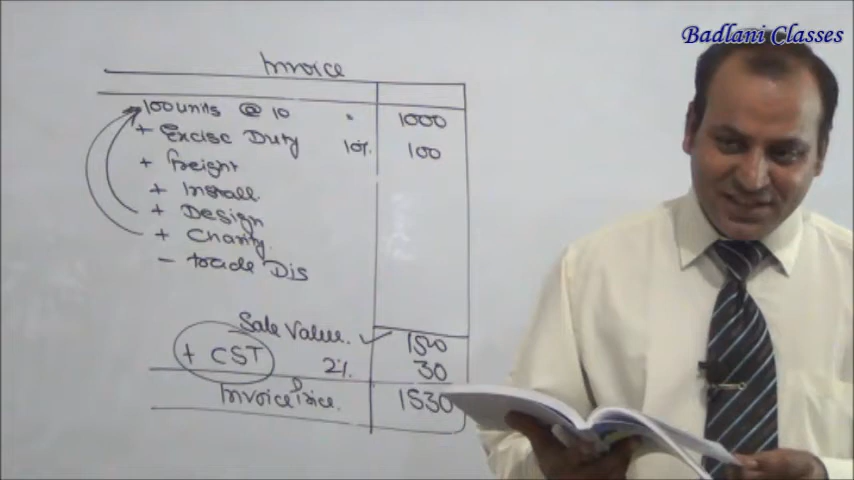 Badlani Classes
Invoice
100 units @ 10 1000
+ Excise Duty 10% 100
+ Freight
+ Install.
+ Design
+ Charity
- trade Dis
Sale Value. 1500
+ CST 2% 30
Invoice Price. 1530